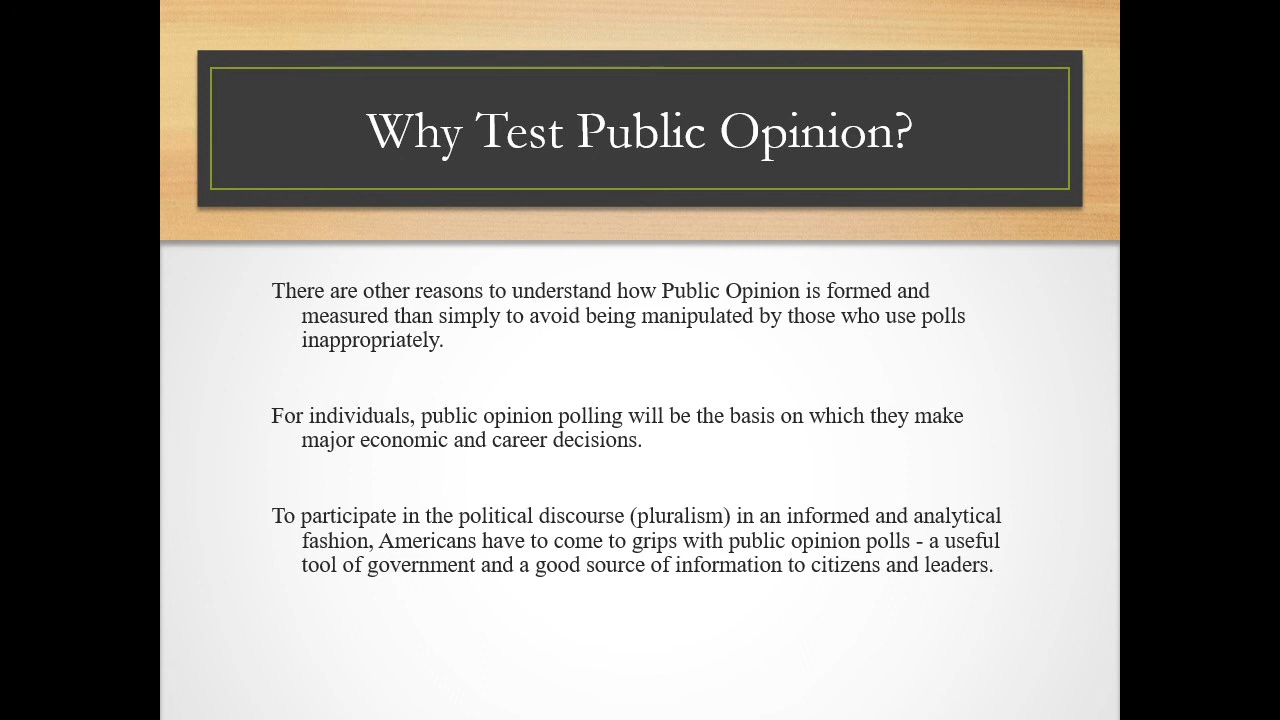 Why Test Public Opinion?
There are other reasons to understand how Public Opinion is formed and
measured than simply to avoid being manipulated by those who use polls
inappropriately.
For individuals, public opinion polling will be the basis on which they make
major economic and career decisions.
To participate in the political discourse (pluralism) in an informed and analytical
fashion, Americans have to come to grips with public opinion polls - a useful
tool of government and a good source of information to citizens and leaders.